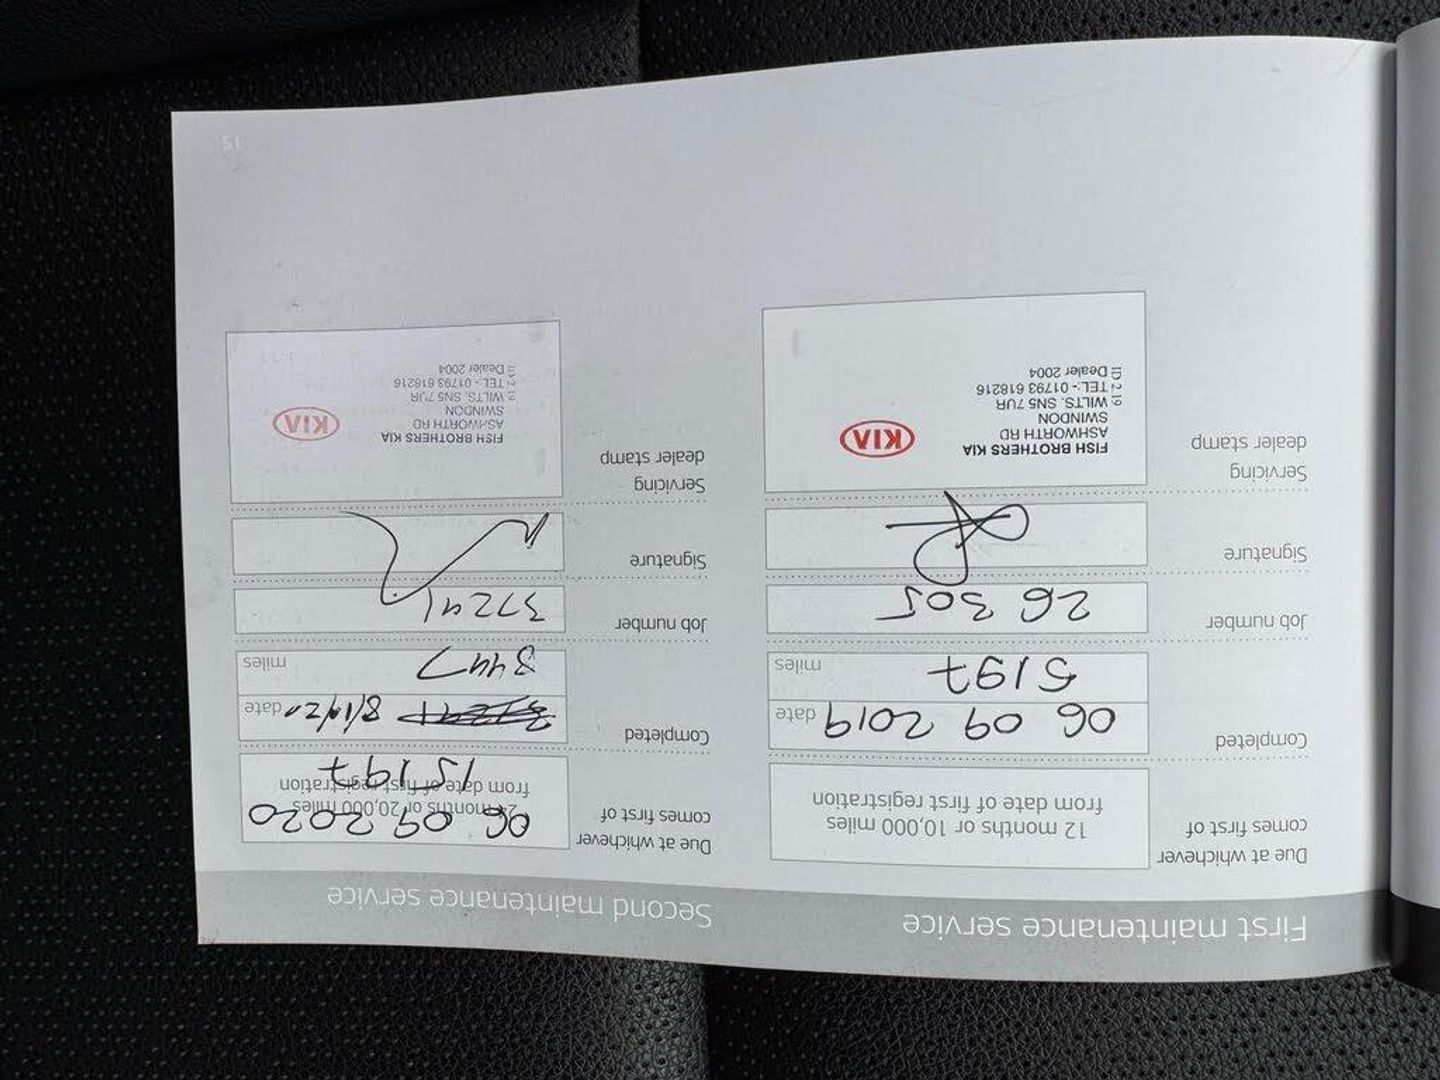 First maintenance service
Due at whichever
comes first of
12 months or 10,000 miles
from date of first registration
Completed
06 09 2019 date
5197 miles
Job number
26 305
Signature
Servicing
dealer stamp
FISH BROTHERS KIA
ASHWORTH RD
SWINDON
WILTS, SN5 7UR
TEL:- 01793 618216
Dealer 2004
KIA
Second maintenance service
Due at whichever
comes first of
24 months or 20,000 miles
from date of first registration
06 09 2020
15197
Completed
date
miles
Job number
37241
Signature
Servicing
dealer stamp
FISH BROTHERS KIA
ASHWORTH RD
SWINDON
WILTS, SN5 7UR
TEL:- 01793 618216
Dealer 2004
KIA
15